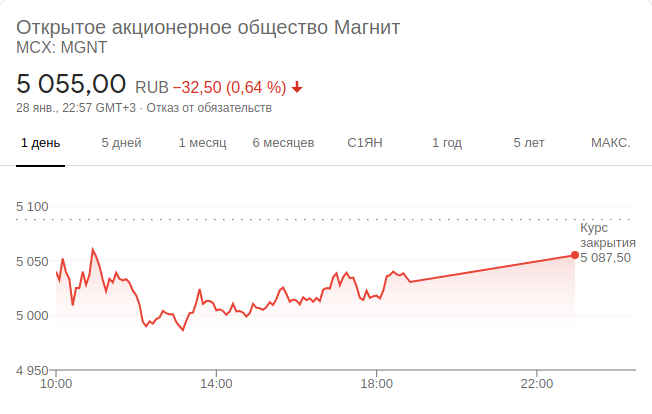 Открытое акционерное общество Магнит
MCX: MGNT
5 055,00 RUB −32,50 (0,64 %)
28 янв., 22:57 GMT+3 · Отказ от обязательств
1 день 5 дней 1 месяц 6 месяцев С1ЯН 1 год 5 лет МАКС.
5 100
Курс
закрытия
5 087,50
5 050
5 000
4 950
10:00 14:00 18:00 22:00